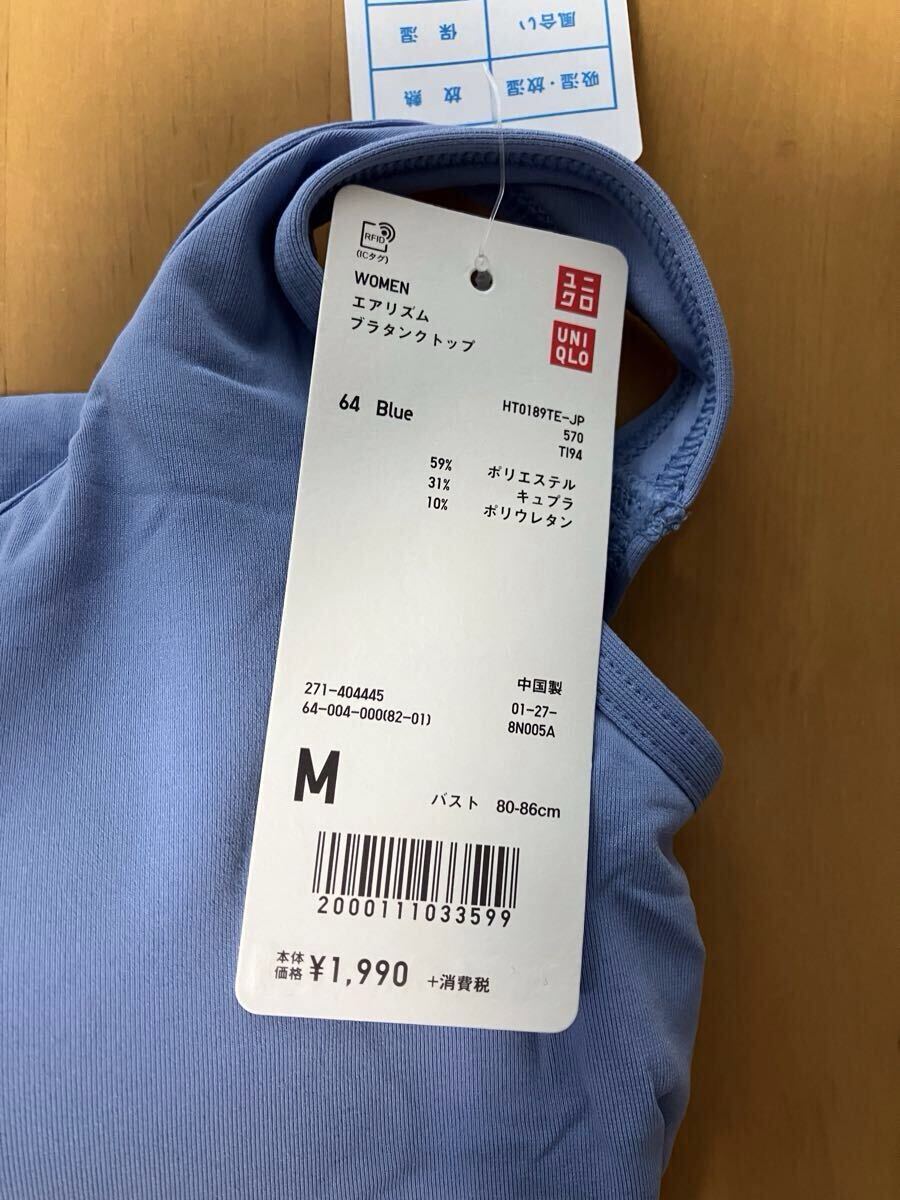 吸湿・放湿 放熱
風合い 保湿
RFID
(ICタグ)
WOMEN
エアリズム
ブラタンクトップ
ユニ
クロ
UNI
QLO
64 Blue
HT0189TE-JP
570
TI94
59% ポリエステル
31% キュプラ
10% ポリウレタン
271-404445
64-004-000(82-01)
中国製
01-27-
8N005A
M
バスト 80-86cm
2000111033599
本体
価格 ¥1,990 +消費税